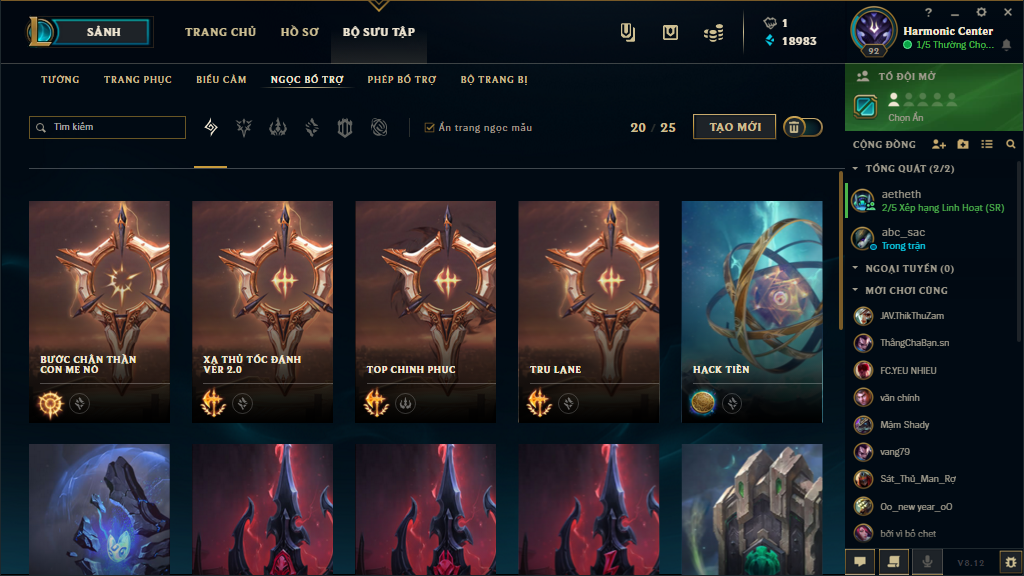 SẢNH
TRANG CHỦ
HỒ SƠ
BỘ SƯU TẬP
1
18983
92
Harmonic Center
1/5 Thường Chọ...
TƯỚNG
TRANG PHỤC
BIỂU CẢM
NGỌC BỔ TRỢ
PHÉP BỔ TRỢ
BỘ TRANG BỊ
TỔ ĐỘI MỞ
Chọn Ẩn
Tìm kiếm
Ẩn trang ngọc mẫu
20 / 25
TẠO MỚI
CỘNG ĐỒNG
TỔNG QUÁT (2/2)
aetheth
2/5 Xếp hạng Linh Hoạt (SR)
abc_sac
Trong trận
NGOẠI TUYẾN (0)
MỜI CHƠI CÙNG
JAV.ThikThuZam
ThằngChaBạn.sn
FC.YEU NHIEU
văn chính
Mậm Shady
vang79
Sát_Thủ_Man_Rợ
Oo_new year_oO
bởi vì bỏ chet
BƯỚC CHÂN THẦN
CON ME NÓ
XẠ THỦ TỐC ĐÁNH
VER 2.0
TOP CHINH PHUC
TRU LANE
HACK TIỀN
V8.12